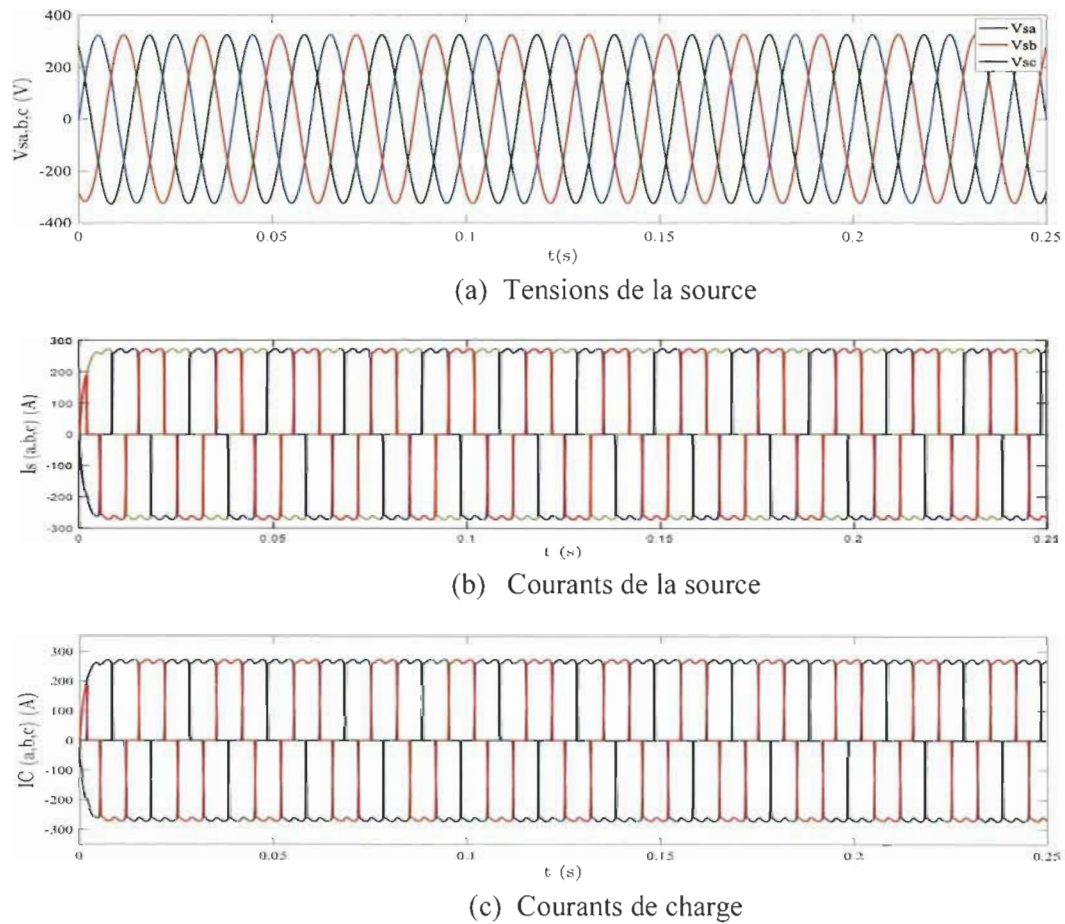 400
200
0
-200
-400
Vsa,b,c (V)
Vsa
Vsb
Vsc
0 0.05 0.1 0.15 0.2 0.25
t(s)
(a) Tensions de la source
300
200
100
0
-100
-200
-300
Is (a,b,c) (A)
0 0.05 0.1 0.15 0.2 0.25
t (s)
(b) Courants de la source
300
200
100
0
-100
-200
-300
IC (a,b,c) (A)
0 0.05 0.1 0.15 0.2 0.25
t (s)
(c) Courants de charge